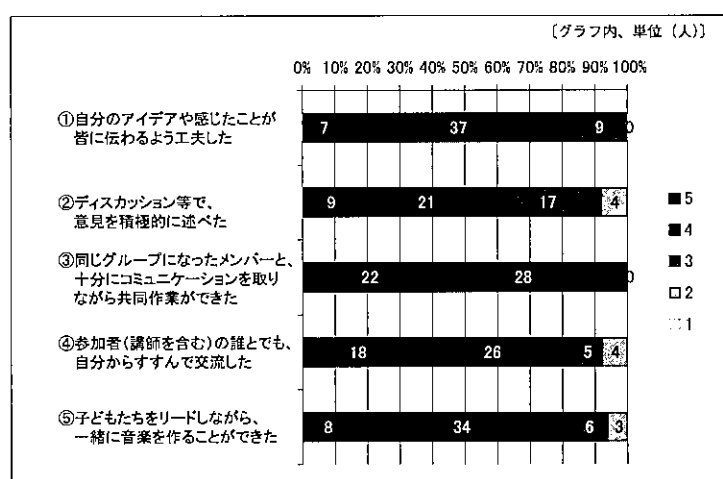 〔グラフ内、単位（人）〕
0% 10% 20% 30% 40% 50% 60% 70% 80% 90% 100%
①自分のアイデアや感じたことが
皆に伝わるよう工夫した
7 37 9 0
②ディスカッション等で、
意見を積極的に述べた
9 21 17 4
③同じグループになったメンバーと、
十分にコミュニケーションを取り
ながら共同作業ができた
22 28 0
④参加者(講師を含む)の誰とでも、
自分からすすんで交流した
18 26 5 4
⑤子どもたちをリードしながら、
一緒に音楽を作ることができた
8 34 6 3
■5
■4
■3
□2
1